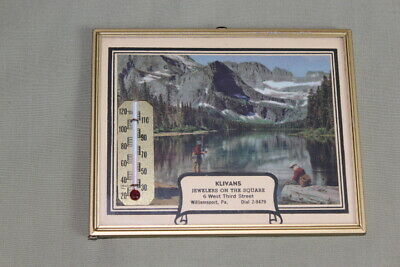 120
110
100
90
80
70
60
50
40
30
20
KLIVANS
JEWELERS ON THE SQUARE
6 West Third Street
Williamsport, Pa. Dial 2-0479